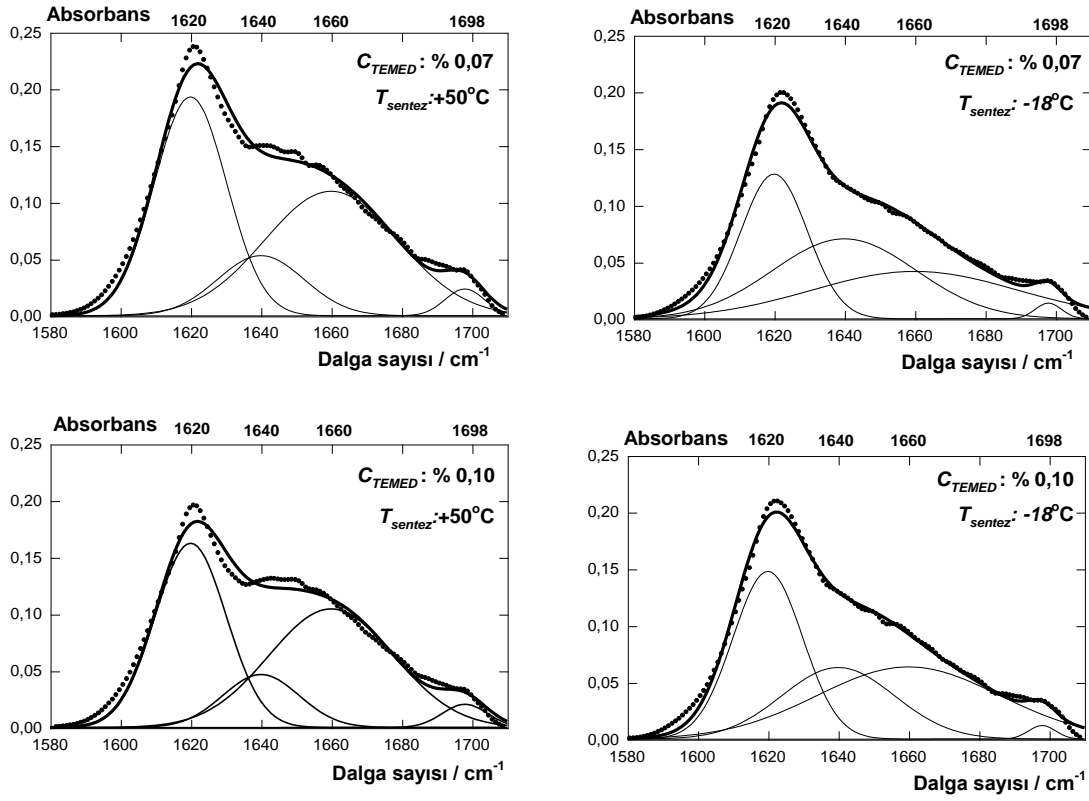 Absorbans 1620 1640 1660 1698
0,25
C_TEMED : % 0,07
0,20
T_sentez:+50°C
0,15
0,10
0,05
0,00
1580 1600 1620 1640 1660 1680 1700
Dalga sayısı / cm⁻¹
Absorbans 1620 1640 1660 1698
0,25
C_TEMED : % 0,07
T_sentez: -18°C
0,20
0,15
0,10
0,05
0,00
1580 1600 1620 1640 1660 1680 1700
Dalga sayısı / cm⁻¹
Absorbans 1620 1640 1660 1698
0,25
C_TEMED : % 0,10
0,20
T_sentez:+50°C
0,15
0,10
0,05
0,00
1580 1600 1620 1640 1660 1680 1700
Dalga sayısı / cm⁻¹
Absorbans 1620 1640 1660 1698
0,25
C_TEMED : % 0,10
T_sentez: -18°C
0,20
0,15
0,10
0,05
0,00
1580 1600 1620 1640 1660 1680 1700
Dalga sayısı / cm⁻¹